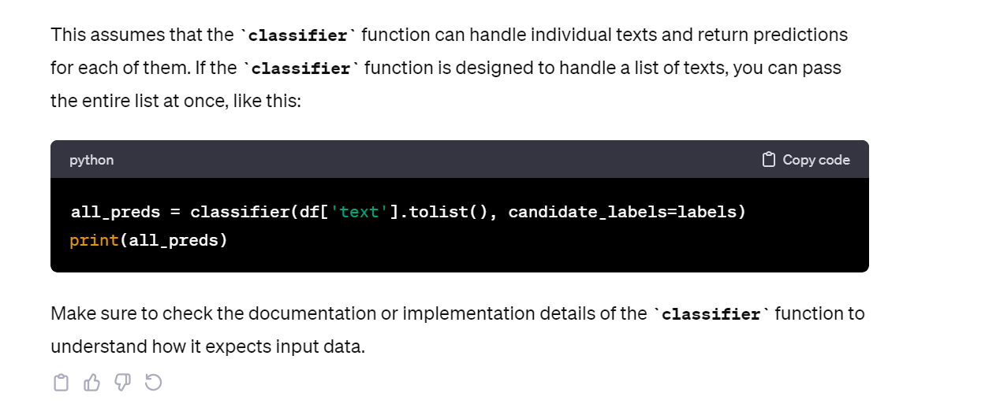 This assumes that the `classifier` function can handle individual texts and return predictions
for each of them. If the `classifier` function is designed to handle a list of texts, you can pass
the entire list at once, like this:
python
Copy code
all_preds = classifier(df['text'].tolist(), candidate_labels=labels)
print(all_preds)
Make sure to check the documentation or implementation details of the `classifier` function to
understand how it expects input data.